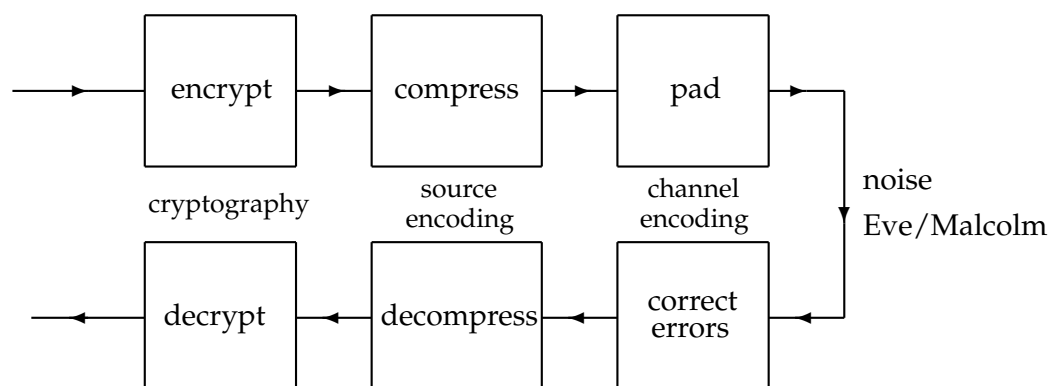 encrypt
compress
pad
cryptography
source
encoding
channel
encoding
noise
Eve/Malcolm
decrypt
decompress
correct
errors